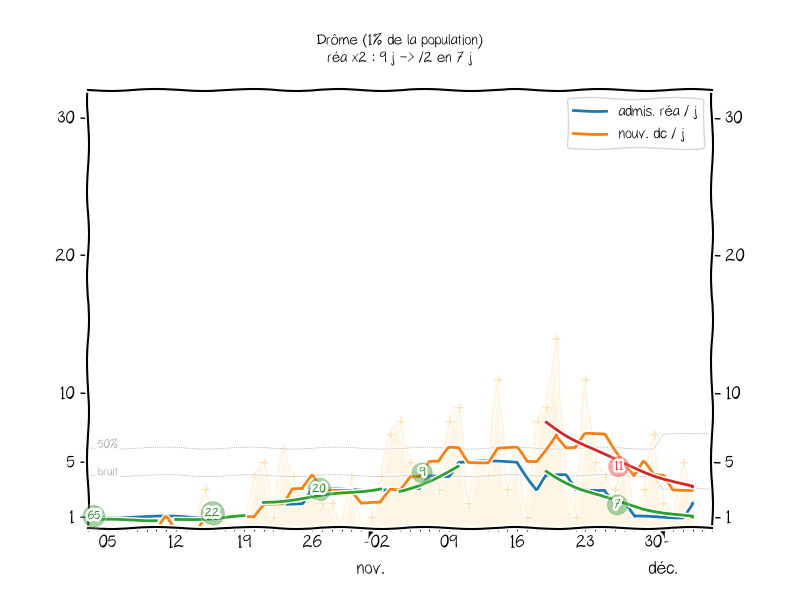 Drôme (1% de la population)
réa x2 : 9 j -> /2 en 7 j
admis. réa / j
nouv. dc / j
30
30
20
20
10
10
50%
5
5
bruit
11
9
20
7
65
22
1
1
05 12 19 26 02 09 16 23 30
nov. déc.